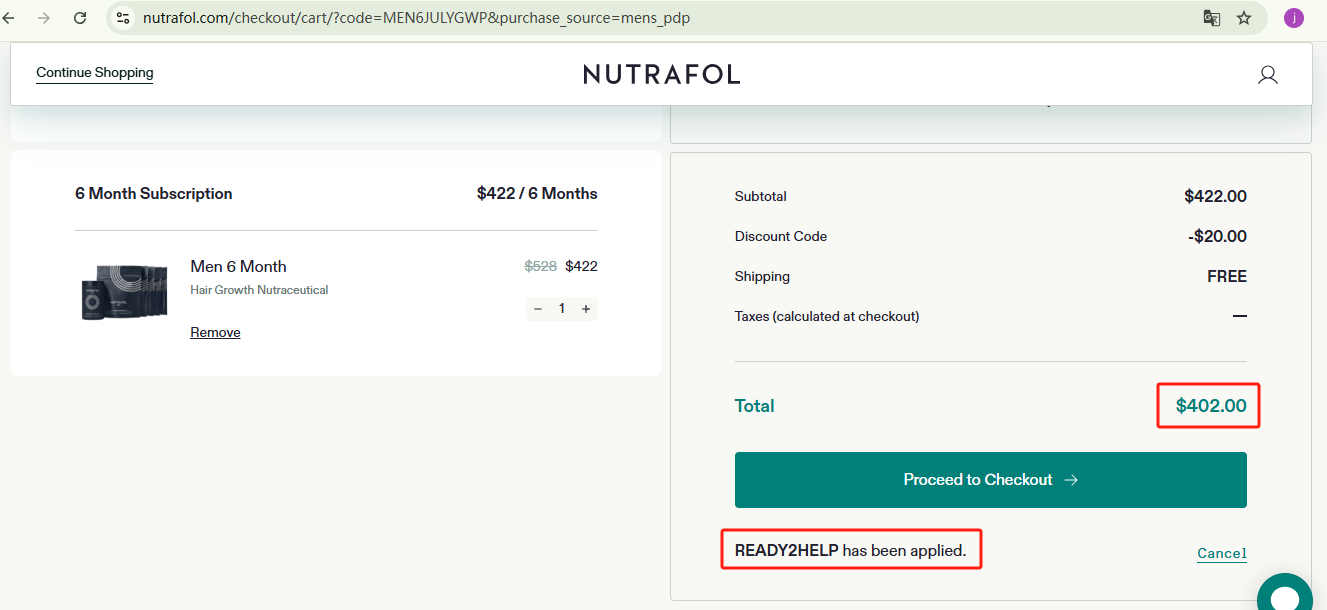 nutrafol.com/checkout/cart/?code=MEN6JULYGWP&purchase_source=mens_pdp
j
Continue Shopping
NUTRAFOL
6 Month Subscription
$422 / 6 Months
Men 6 Month
$528 $422
Hair Growth Nutraceutical
− 1 +
Remove
Subtotal
$422.00
Discount Code
-$20.00
Shipping
FREE
Taxes (calculated at checkout)
—
Total
$402.00
Proceed to Checkout →
READY2HELP has been applied.
Cancel